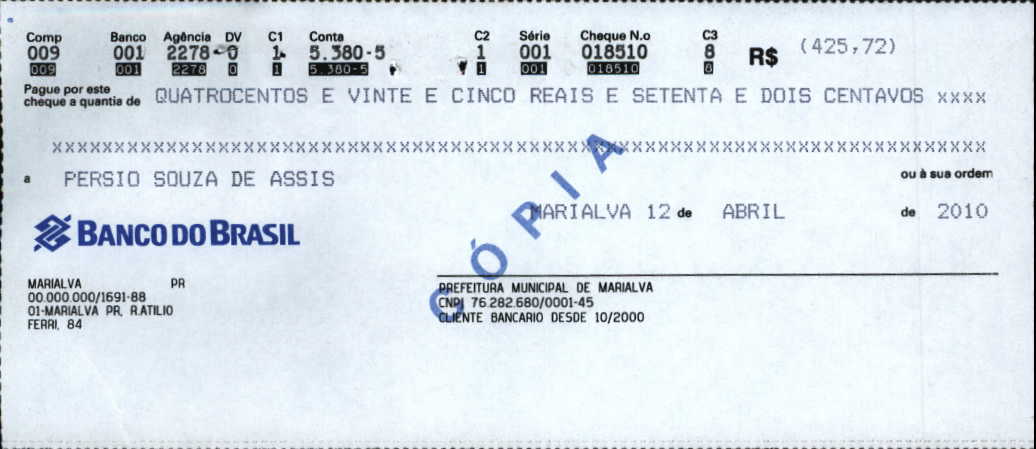 Comp Banco Agência DV C1 Conta C2 Série Cheque N.o C3
009 001 2278-0 1 5.380-5 1 001 018510 8 R$ (425,72)
009 001 2278 0 1 5.380-5 1 001 018510 8
Pague por este
cheque a quantia de QUATROCENTOS E VINTE E CINCO REAIS E SETENTA E DOIS CENTAVOS xxxx
xxxxxxxxxxxxxxxxxxxxxxxxxxxxxxxxxxxxxxxxxxxxxxxxxxxxxxxxxxxxxxxxxxxxxxxxx
a PERSIO SOUZA DE ASSIS ou à sua ordem
MARIALVA 12 de ABRIL de 2010
BANCO DO BRASIL
CÓPIA
MARIALVA PR
00.000.000/1691-88
01-MARIALVA PR, R.ATILIO
FERRI, 84
PREFEITURA MUNICIPAL DE MARIALVA
CNPJ 76.282.680/0001-45
CLIENTE BANCARIO DESDE 10/2000